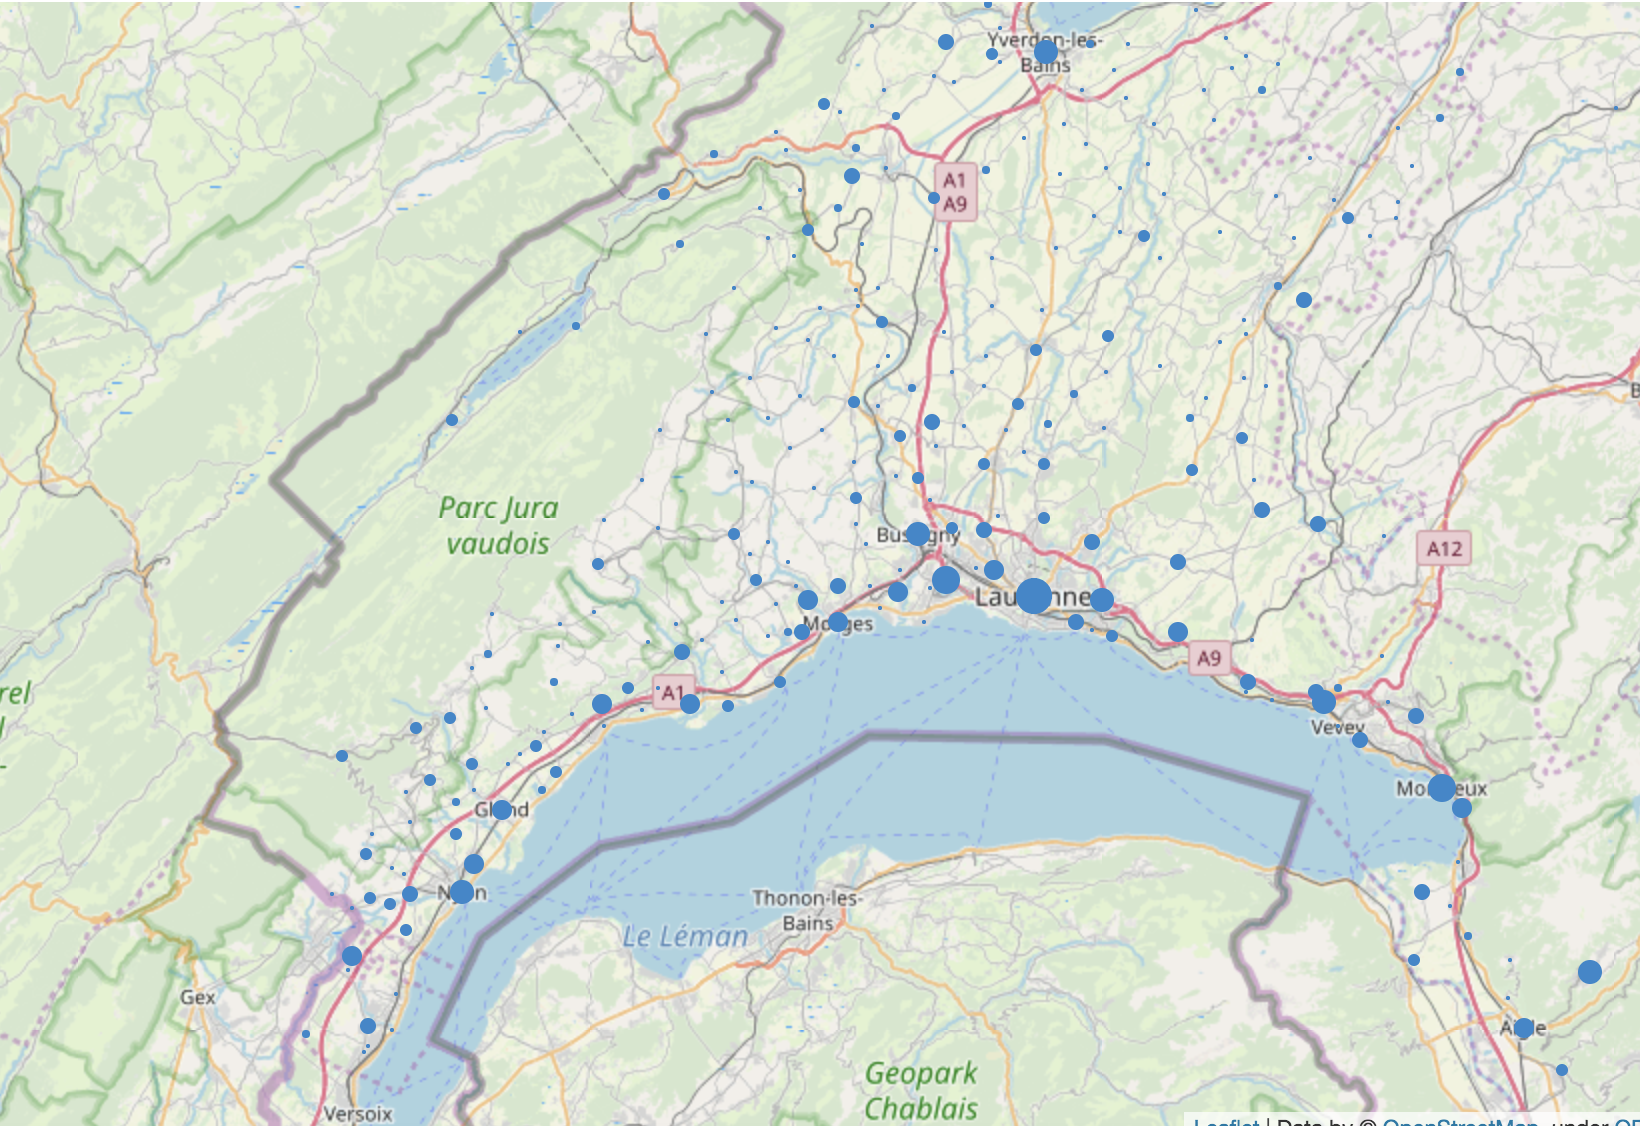 Yverdon-les-
Bains
A1
A9
Parc Jura
vaudois
A12
Bussigny
Lausanne
Morges
A9
A1
Vevey
Montreux
Gland
Nyon
Thonon-les-
Bains
Le Léman
Gex
Aigle
Geopark
Chablais
Versoix
Leaflet | Data by © OpenStreetMap, under